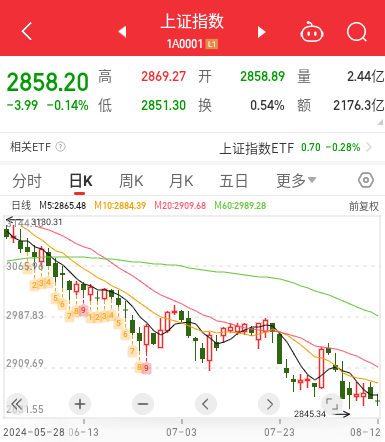 上证指数
1A0001 L1
2858.20 高 2869.27 开 2858.89 量 2.44亿
-3.99 -0.14% 低 2851.30 换 0.54% 额 2176.3亿
相关ETF 上证指数ETF 0.70 -0.28%
分时 日K 周K 月K 五日 更多
日线 M5:2865.48 M10:2884.39 M20:2909.68 M60:2989.28 前复权
3180.31
3065.98
2987.83
2909.69
2845.34
2024-05-28 06-13 07-03 07-23 08-12